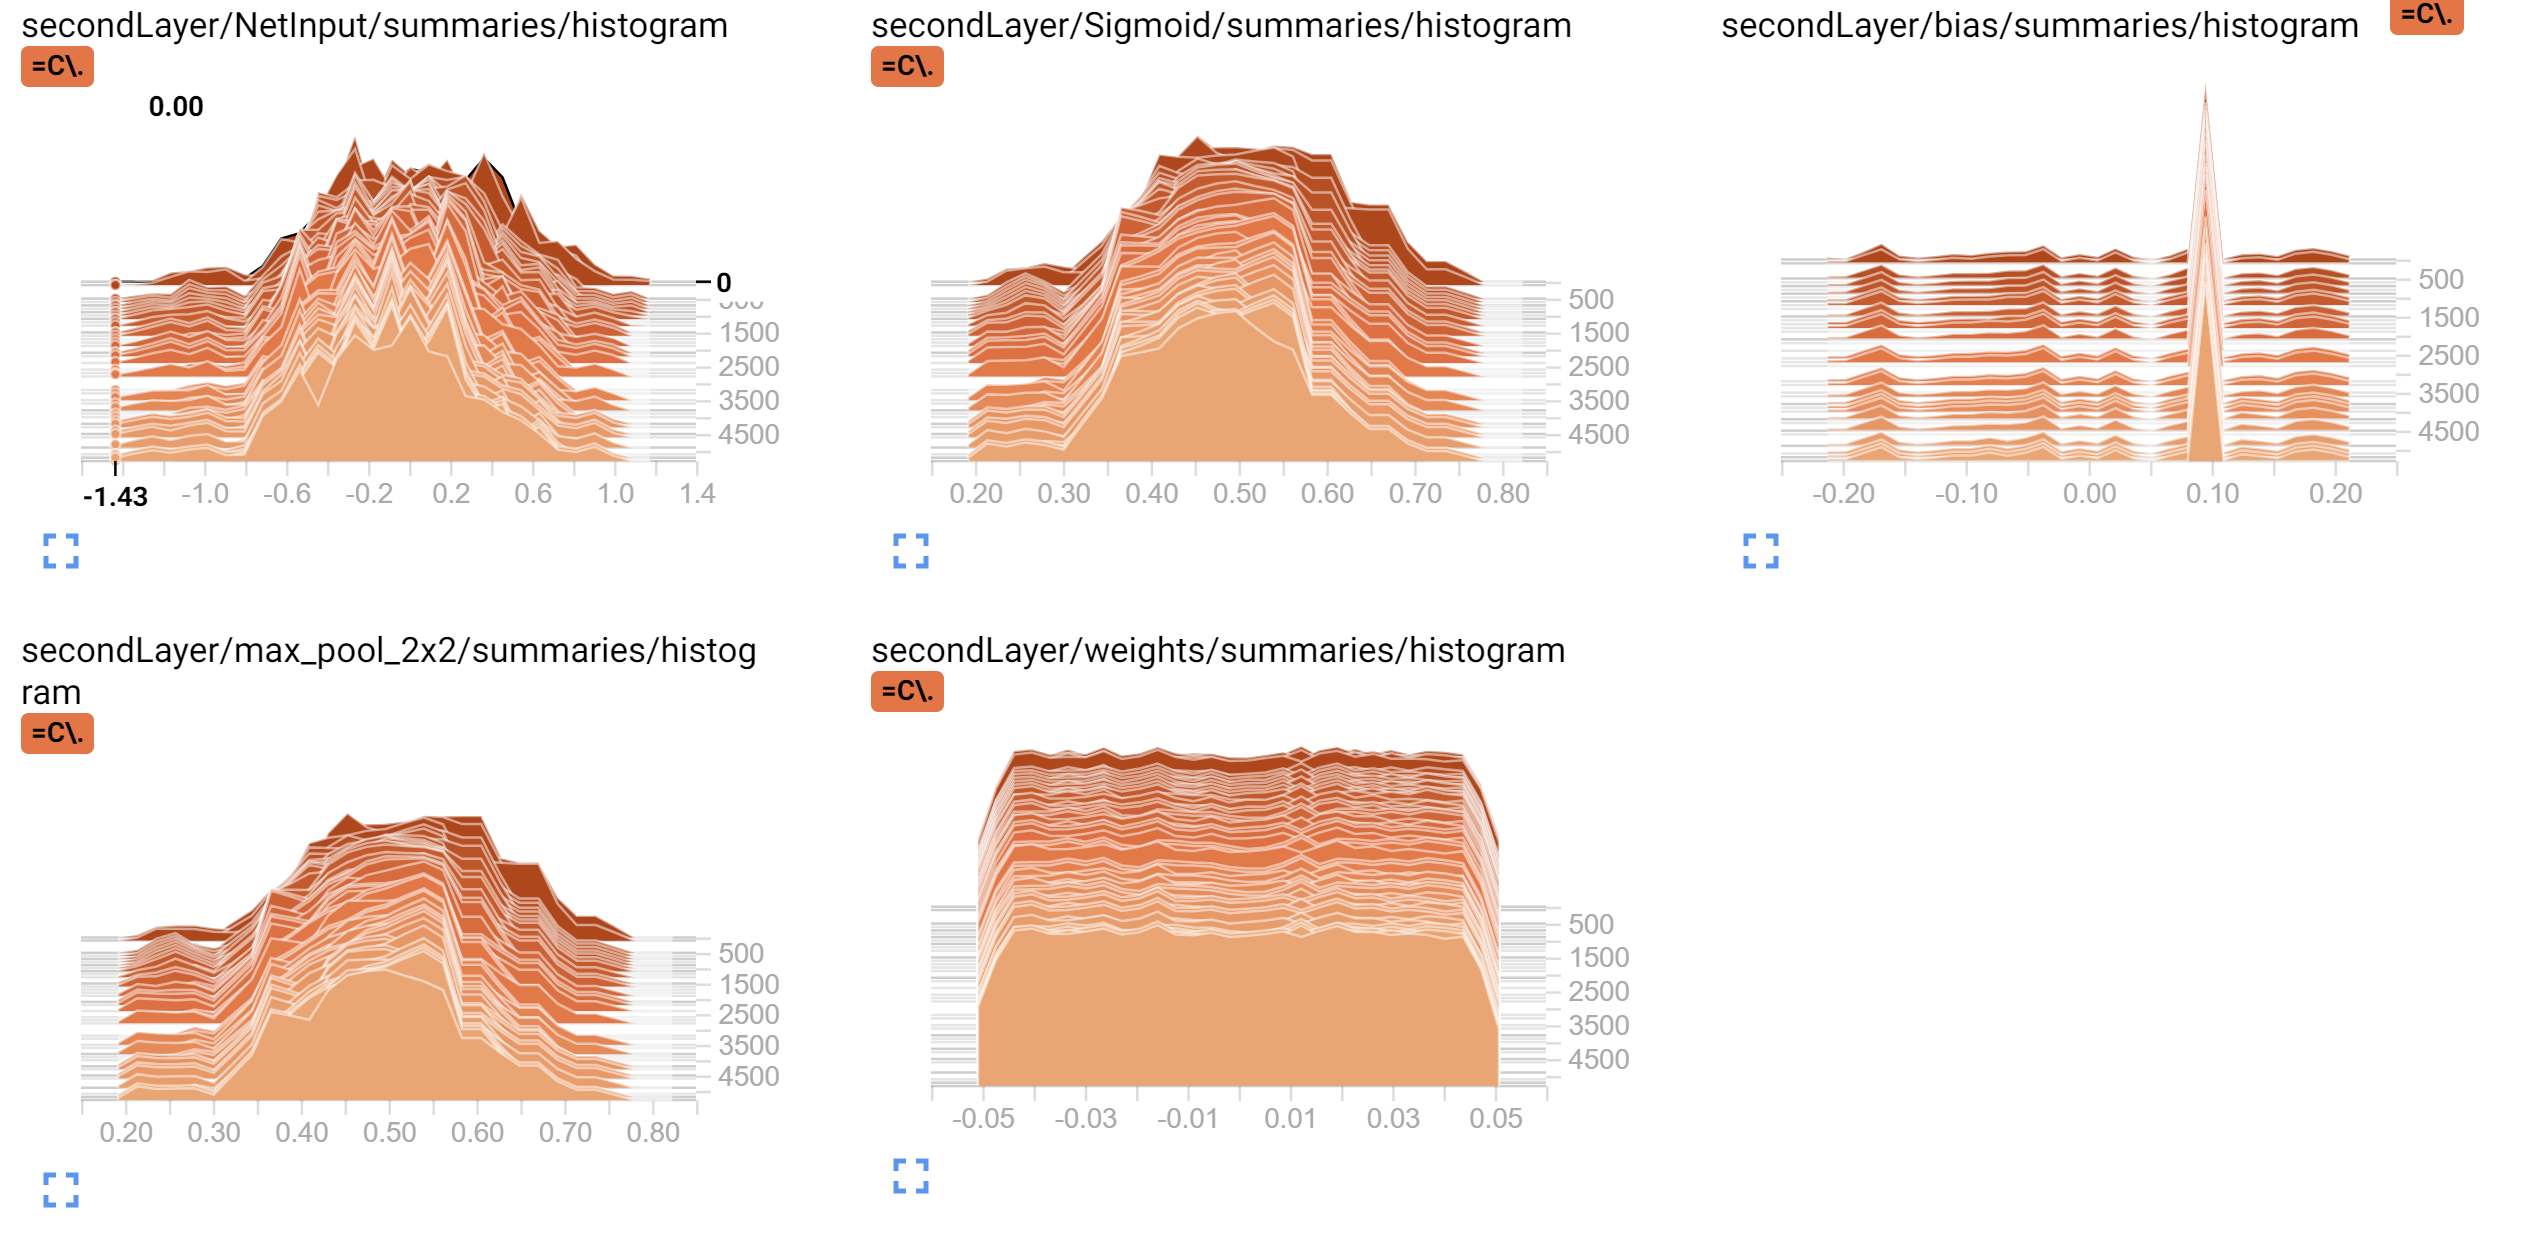 secondLayer/NetInput/summaries/histogram
=C\.
0.00
0
500
1500
2500
3500
4500
-1.43 -1.0 -0.6 -0.2 0.2 0.6 1.0 1.4
secondLayer/Sigmoid/summaries/histogram
=C\.
500
1500
2500
3500
4500
0.20 0.30 0.40 0.50 0.60 0.70 0.80
secondLayer/bias/summaries/histogram =C\.
500
1500
2500
3500
4500
-0.20 -0.10 0.00 0.10 0.20
secondLayer/max_pool_2x2/summaries/histog
ram
=C\.
500
1500
2500
3500
4500
0.20 0.30 0.40 0.50 0.60 0.70 0.80
secondLayer/weights/summaries/histogram
=C\.
500
1500
2500
3500
4500
-0.05 -0.03 -0.01 0.01 0.03 0.05